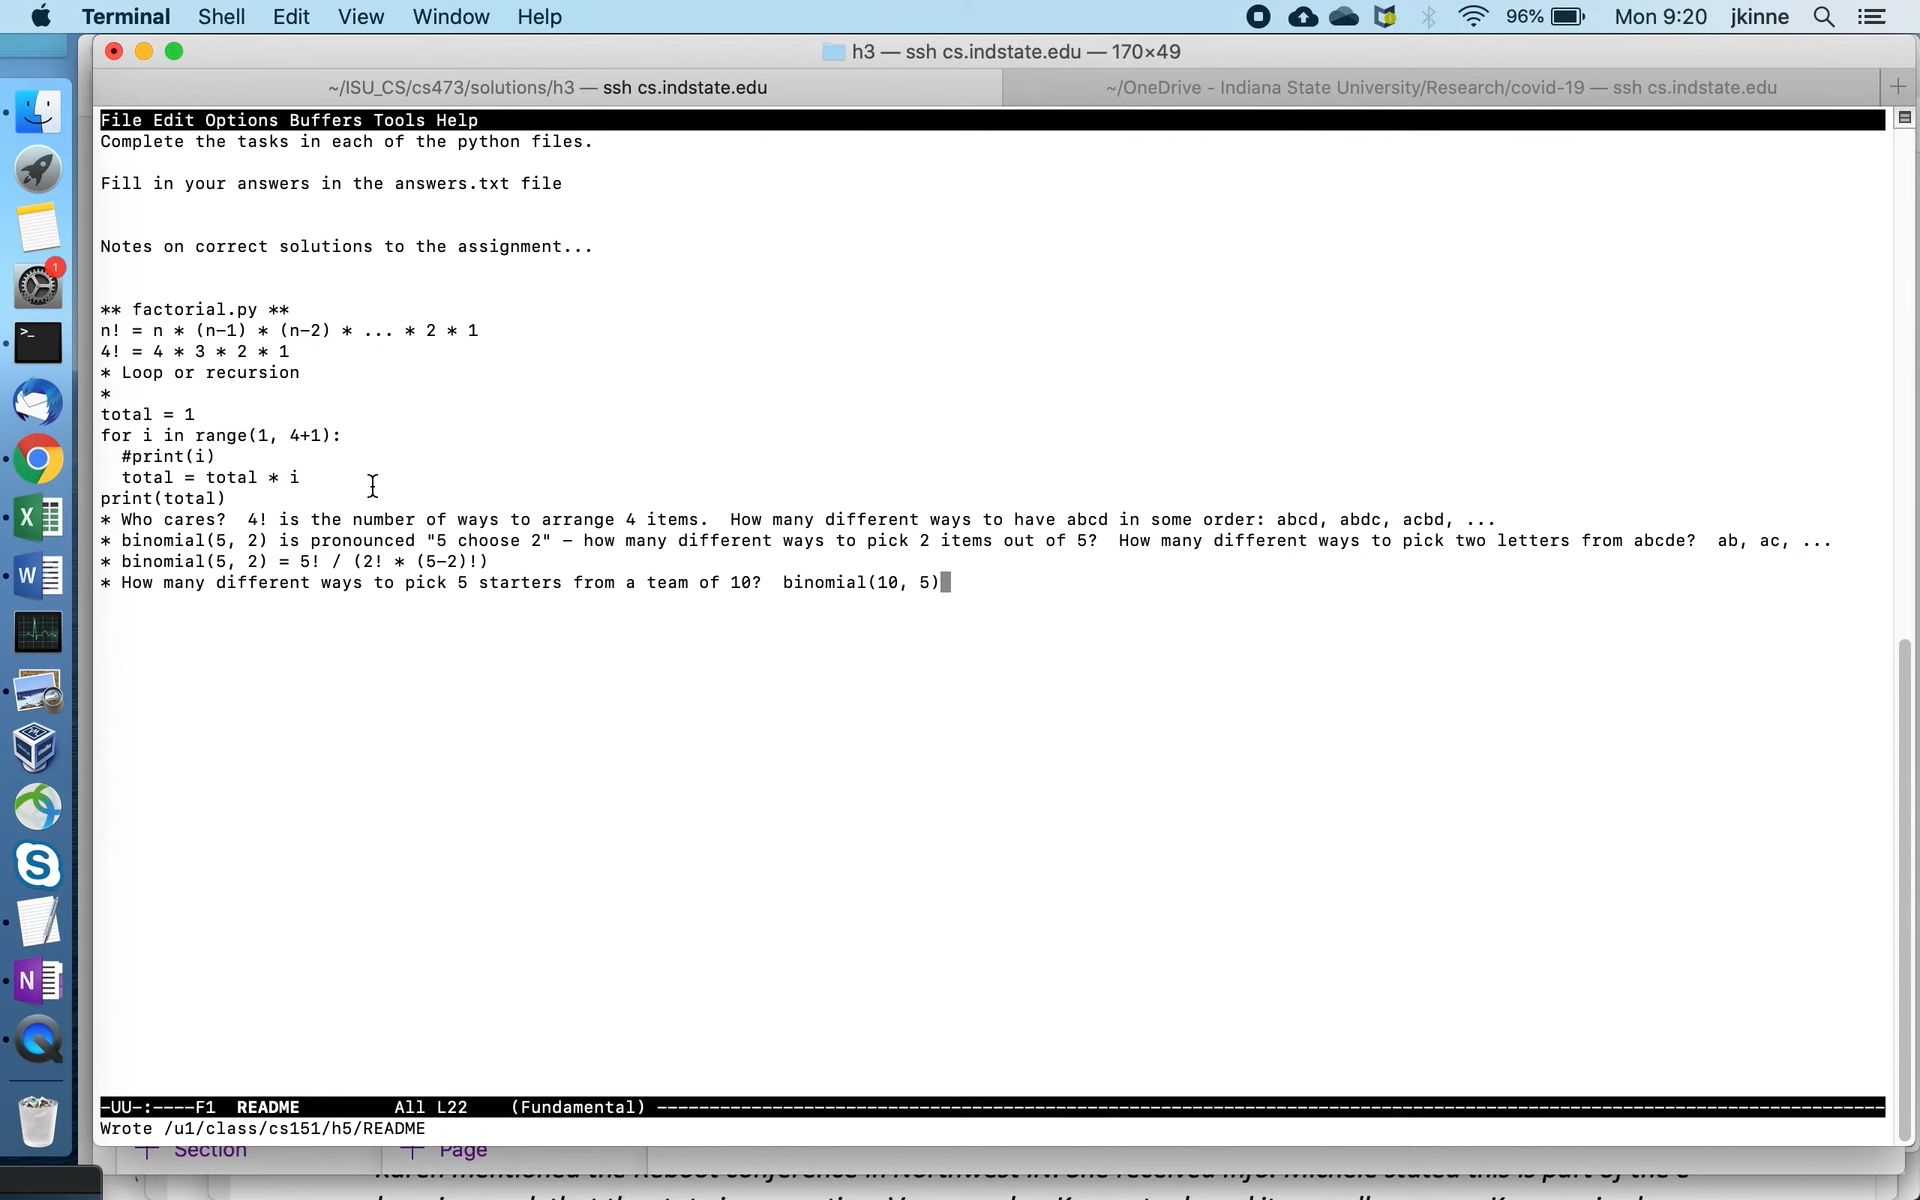 Terminal Shell Edit View Window Help 96% Mon 9:20 jkinne
h3 — ssh cs.indstate.edu — 170×49
~/ISU_CS/cs473/solutions/h3 — ssh cs.indstate.edu
~/OneDrive - Indiana State University/Research/covid-19 — ssh cs.indstate.edu
File Edit Options Buffers Tools Help
Complete the tasks in each of the python files.
Fill in your answers in the answers.txt file
Notes on correct solutions to the assignment...
** factorial.py **
n! = n * (n-1) * (n-2) * ... * 2 * 1
4! = 4 * 3 * 2 * 1
* Loop or recursion
*
total = 1
for i in range(1, 4+1):
  #print(i)
  total = total * i
print(total)
* Who cares?  4! is the number of ways to arrange 4 items.  How many different ways to have abcd in some order: abcd, abdc, acbd, ...
* binomial(5, 2) is pronounced "5 choose 2" - how many different ways to pick 2 items out of 5?  How many different ways to pick two letters from abcde?  ab, ac, ...
* binomial(5, 2) = 5! / (2! * (5-2)!)
* How many different ways to pick 5 starters from a team of 10?  binomial(10, 5)
-UU-:----F1  README         All L22    (Fundamental) ----------
Wrote /u1/class/cs151/h5/README
+ Section + Page